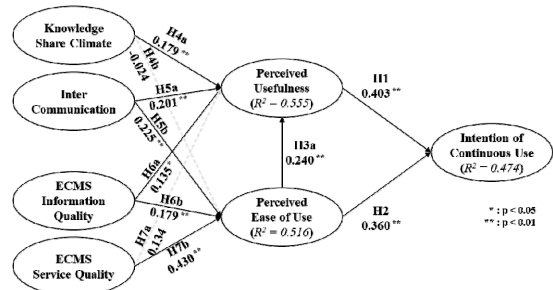 Knowledge
Share Climate
Inter
Communication
ECMS
Information
Quality
ECMS
Service Quality
H4a
0.179 **
H4b
-0.024
H5a
0.201 **
H5b
0.225 **
H6a
0.135 *
H6b
0.179 **
H7a
0.134
H7b
0.430 **
Perceived
Usefulness
(R² – 0.555)
H3a
0.240 **
Perceived
Ease of Use
(R² = 0.516)
H1
0.403 **
H2
0.360 **
Intention of
Continuous Use
(R² = 0.474)
* : p < 0.05
** : p < 0.01